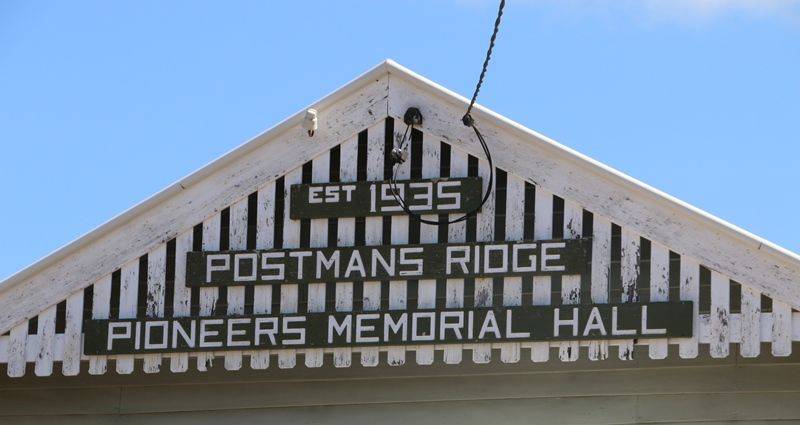 EST 1935
POSTMANS RIDGE
PIONEERS MEMORIAL HALL